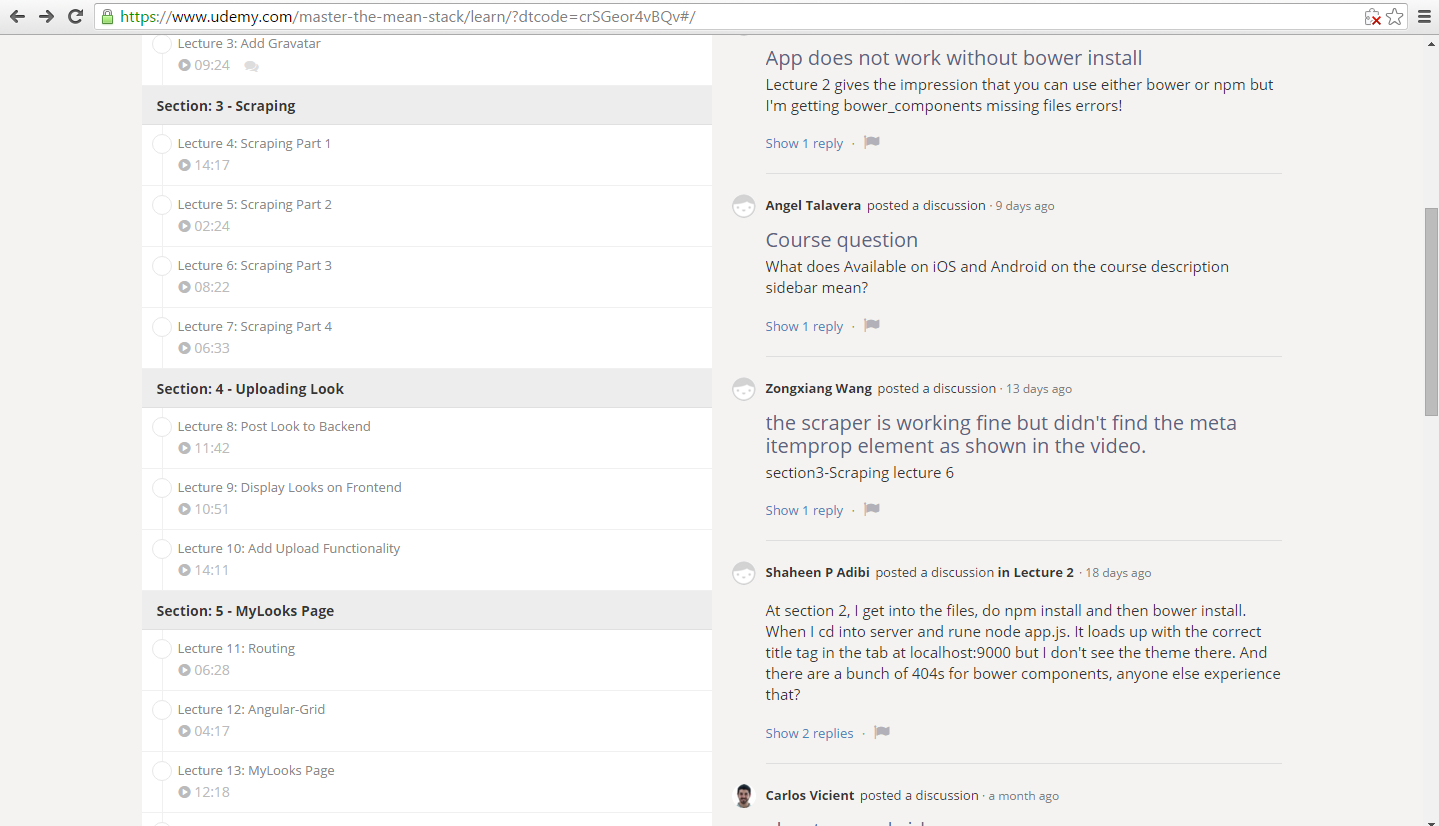 https://www.udemy.com/master-the-mean-stack/learn/?dtcode=crSGeor4vBQv#/
Lecture 3: Add Gravatar
09:24
Section: 3 - Scraping
Lecture 4: Scraping Part 1
14:17
Lecture 5: Scraping Part 2
02:24
Lecture 6: Scraping Part 3
08:22
Lecture 7: Scraping Part 4
06:33
Section: 4 - Uploading Look
Lecture 8: Post Look to Backend
11:42
Lecture 9: Display Looks on Frontend
10:51
Lecture 10: Add Upload Functionality
14:11
Section: 5 - MyLooks Page
Lecture 11: Routing
06:28
Lecture 12: Angular-Grid
04:17
Lecture 13: MyLooks Page
12:18
App does not work without bower install
Lecture 2 gives the impression that you can use either bower or npm but
I'm getting bower_components missing files errors!
Show 1 reply ·
Angel Talavera posted a discussion · 9 days ago
Course question
What does Available on iOS and Android on the course description
sidebar mean?
Show 1 reply ·
Zongxiang Wang posted a discussion · 13 days ago
the scraper is working fine but didn't find the meta
itemprop element as shown in the video.
section3-Scraping lecture 6
Show 1 reply ·
Shaheen P Adibi posted a discussion in Lecture 2 · 18 days ago
At section 2, I get into the files, do npm install and then bower install.
When I cd into server and rune node app.js. It loads up with the correct
title tag in the tab at localhost:9000 but I don't see the theme there. And
there are a bunch of 404s for bower components, anyone else experience
that?
Show 2 replies ·
Carlos Vicient posted a discussion · a month ago